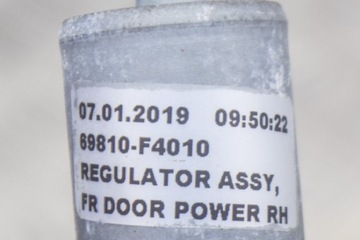 07.01.2019 09:50:22
69810-F4010
REGULATOR ASSY,
FR DOOR POWER RH